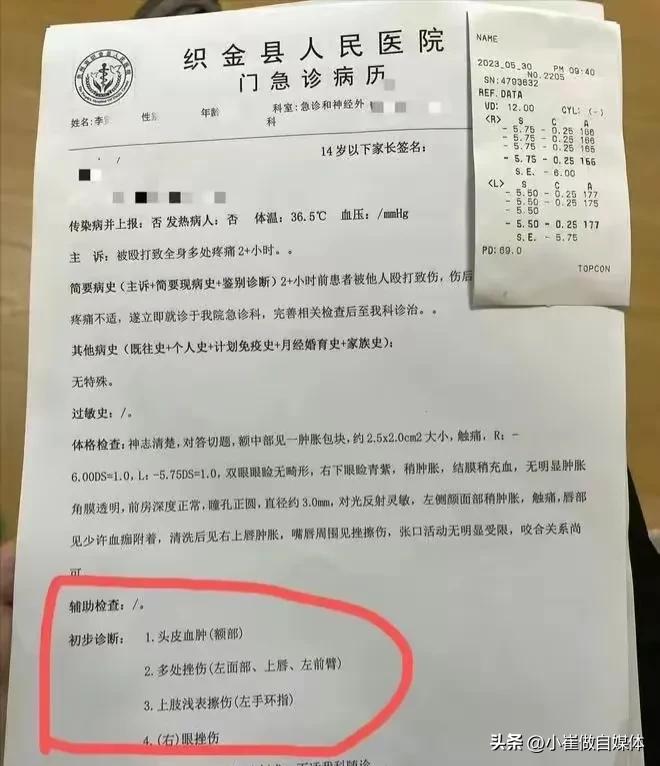 织金县人民医院
门急诊病历
姓名：李 性别 年龄 科室：急诊和神经外
科
14岁以下家长签名：
传染病并上报：否 发热病人：否 体温：36.5℃ 血压：/mmHg
主 诉：被殴打致全身多处疼痛2+小时。。
简要病史（主诉+简要现病史+鉴别诊断）2+小时前患者被他人殴打致伤，伤后
疼痛不适，遂立即就诊于我院急诊科，完善相关检查后至我科诊治。。
其他病史（既往史+个人史+计划免疫史+月经婚育史+家族史）：
无特殊。
过敏史：/。
体格检查：神志清楚，对答切题，额中部见一肿胀包块，约2.5x2.0cm2大小，触痛，R：-
6.00DS=1.0，L：-5.75DS=1.0，双眼眼睑无畸形，右下眼睑青紫，稍肿胀，结膜稍充血，无明显肿胀
角膜透明，前房深度正常，瞳孔正圆，直径约3.0mm，对光反射灵敏，左侧颜面部稍肿胀，触痛，唇部
见少许血痂附着，清洗后见右上唇肿胀，嘴唇周围见挫擦伤，张口活动无明显受限，咬合关系尚
可
辅助检查：/。
初步诊断： 1.头皮血肿(额部)
2.多处挫伤(左面部、上唇、左前臂)
3.上肢浅表擦伤(左手环指)
4.(右)眼挫伤
NAME
2023_05_30 PM 09:40
SN:4793632 No.2205
REF.DATA
VD: 12.00 CYL: (-)
<R> S C A
- 5.75 - 0.25 166
- 5.75 - 0.25 166
- 5.75 - 0.25 165
- 5.75 - 0.25 166
S.E. - 6.00
<L> S C A
- 5.50 - 0.25 177
- 5.50 - 0.25 175
- 5.50
- 5.50 - 0.25 177
S.E. - 5.75
PD: 69.0
TOPCON
头条 @小崔做自媒体